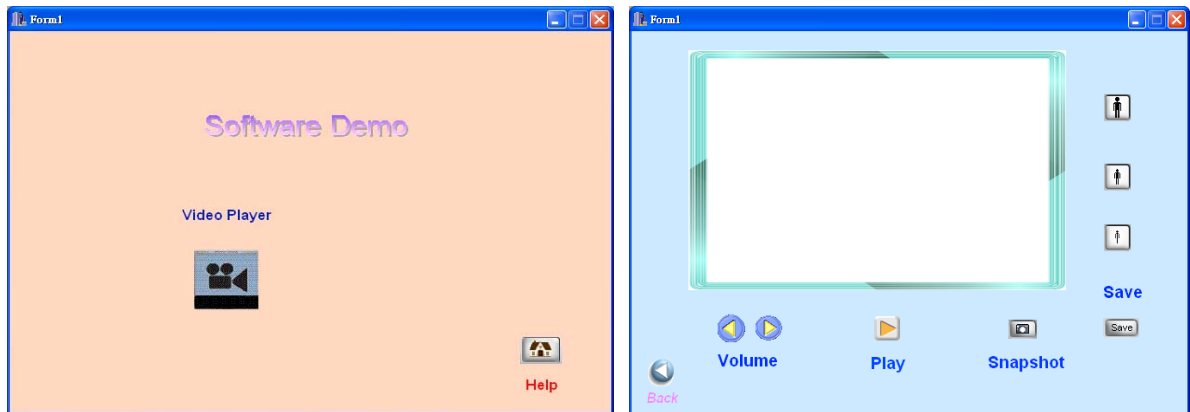 Form1
Software Demo
Video Player
Help
Form1
Save
Save
Volume
Play
Snapshot
Back